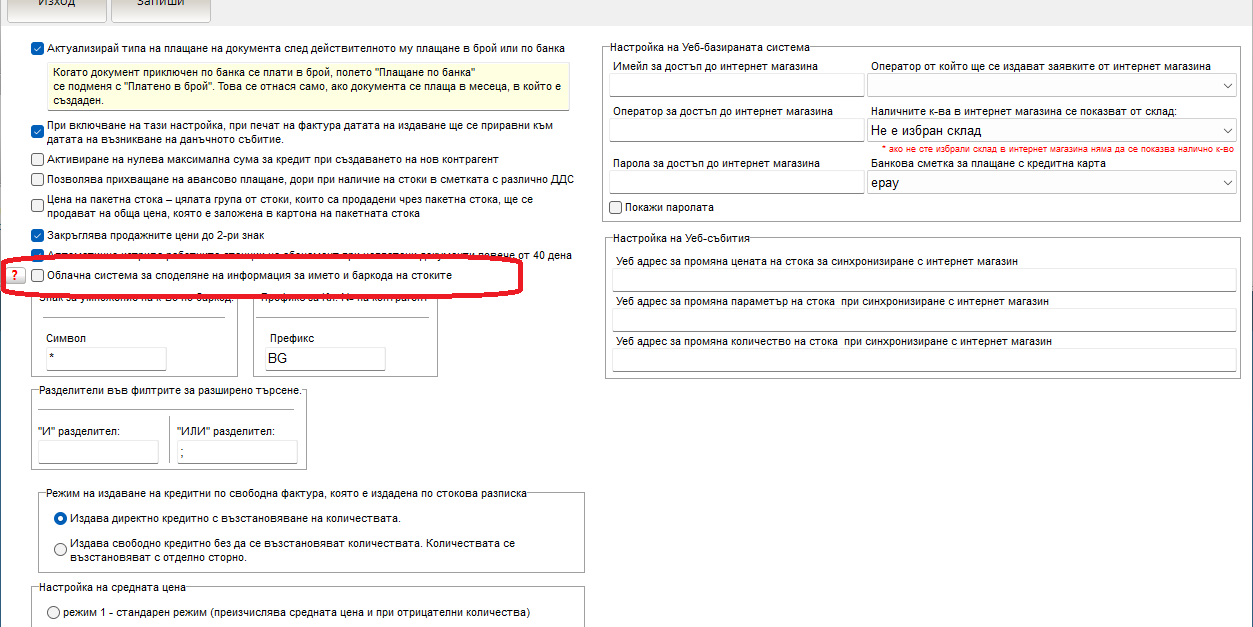 Изход
Запиши
Актуализирай типа на плащане на документа след действителното му плащане в брой или по банка
Когато документ приключен по банка се плати в брой, полето "Плащане по банка"
се подменя с "Платено в брой". Това се отнася само, ако документа се плаща в месеца, в който е
създаден.
При включване на тази настройка, при печат на фактура датата на издаване ще се приравни към
датата на възникване на данъчното събитие.
Активиране на нулева максимална сума за кредит при създаването на нов контрагент
Позволява прихващане на авансово плащане, дори при наличие на стоки в сметката с различно ДДС
Цена на пакетна стока – цялата група от стоки, които са продадени чрез пакетна стока, ще се
продават на обща цена, която е заложена в картона на пакетната стока
Закръглява продажните цени до 2-ри знак
от 40 дена
?
Облачна система за споделяне на информация за името и баркода на стоките
Знак за умножение на к-во по баркод.
Префикс за
на контрагент
Символ
*
Префикс
BG
Разделители във филтрите за разширено търсене.
"И" разделител:
"ИЛИ" разделител:
;
Режим на издаване на кредитни по свободна фактура, която е издадена по стокова разписка
Издава директно кредитно с възстановяване на количествата.
Издава свободно кредитно без да се възстановяват количествата. Количествата се
възстановяват с отделно сторно.
Настройка на средната цена
режим 1 - стандарен режим (преизчислява средната цена и при отрицателни количества)
Настройка на Уеб-базираната система
Имейл за достъп до интернет магазина
Оператор от който ще се издават заявките от интернет магазина
Оператор за достъп до интернет магазина
Наличните к-ва в интернет магазина се показват от склад:
Не е избран склад
* ако не сте избрали склад в интернет магазина няма да се показва налично к-во
Парола за достъп до интернет магазина
Банкова сметка за плащане с кредитна карта
epay
Покажи паролата
Настройка на Уеб-събития
Уеб адрес за промяна цената на стока за синхронизиране с интернет магазин
Уеб адрес за промяна параметър на стока при синхронизиране с интернет магазин
Уеб адрес за промяна количество на стока при синхронизиране с интернет магазин